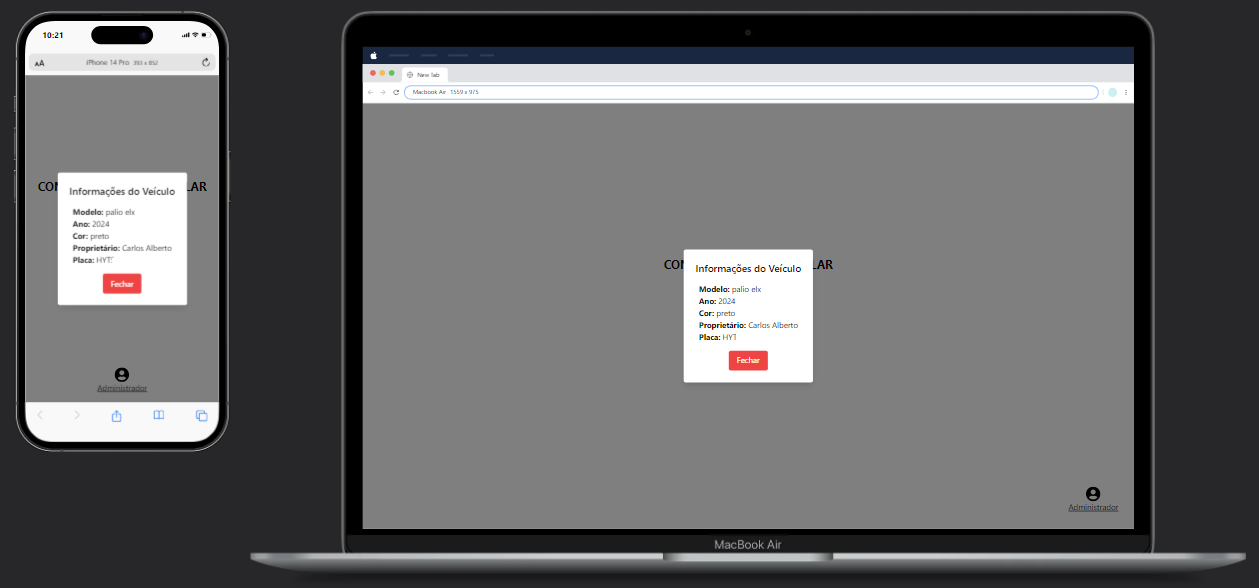 10:21
AA
iPhone 14 Pro 393 x 852
CON
LAR
Informações do Veículo
Modelo: palio elx
Ano: 2024
Cor: preto
Proprietário: Carlos Alberto
Placa: HYT
Fechar
Administrador
New Tab
Macbook Air 1559 x 975
CON
LAR
Informações do Veículo
Modelo: palio elx
Ano: 2024
Cor: preto
Proprietário: Carlos Alberto
Placa: HYT
Fechar
Administrador
MacBook Air